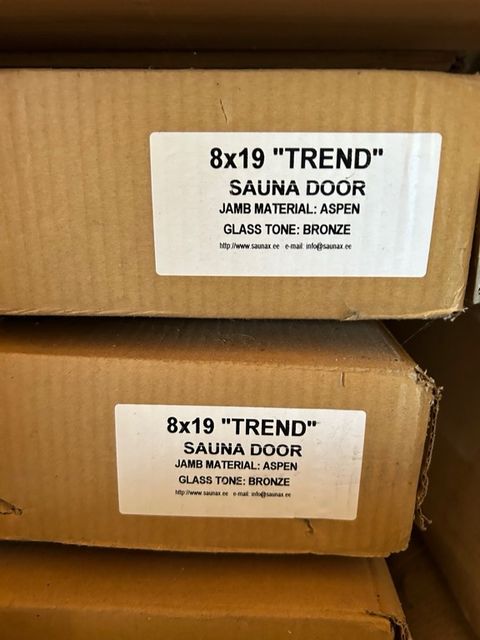 8x19 "TREND"
SAUNA DOOR
JAMB MATERIAL: ASPEN
GLASS TONE: BRONZE
http://www.saunax.ee e-mail: info@saunax.ee
8x19 "TREND"
SAUNA DOOR
JAMB MATERIAL: ASPEN
GLASS TONE: BRONZE
http://www.saunax.ee e-mail: info@saunax.ee